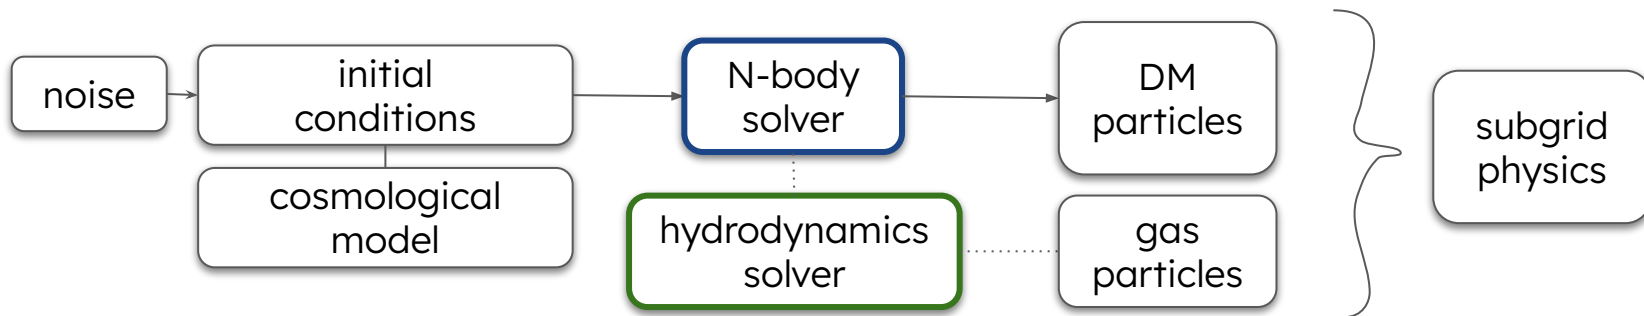 noise
initial
conditions
cosmological
model
N-body
solver
hydrodynamics
solver
DM
particles
gas
particles
subgrid
physics